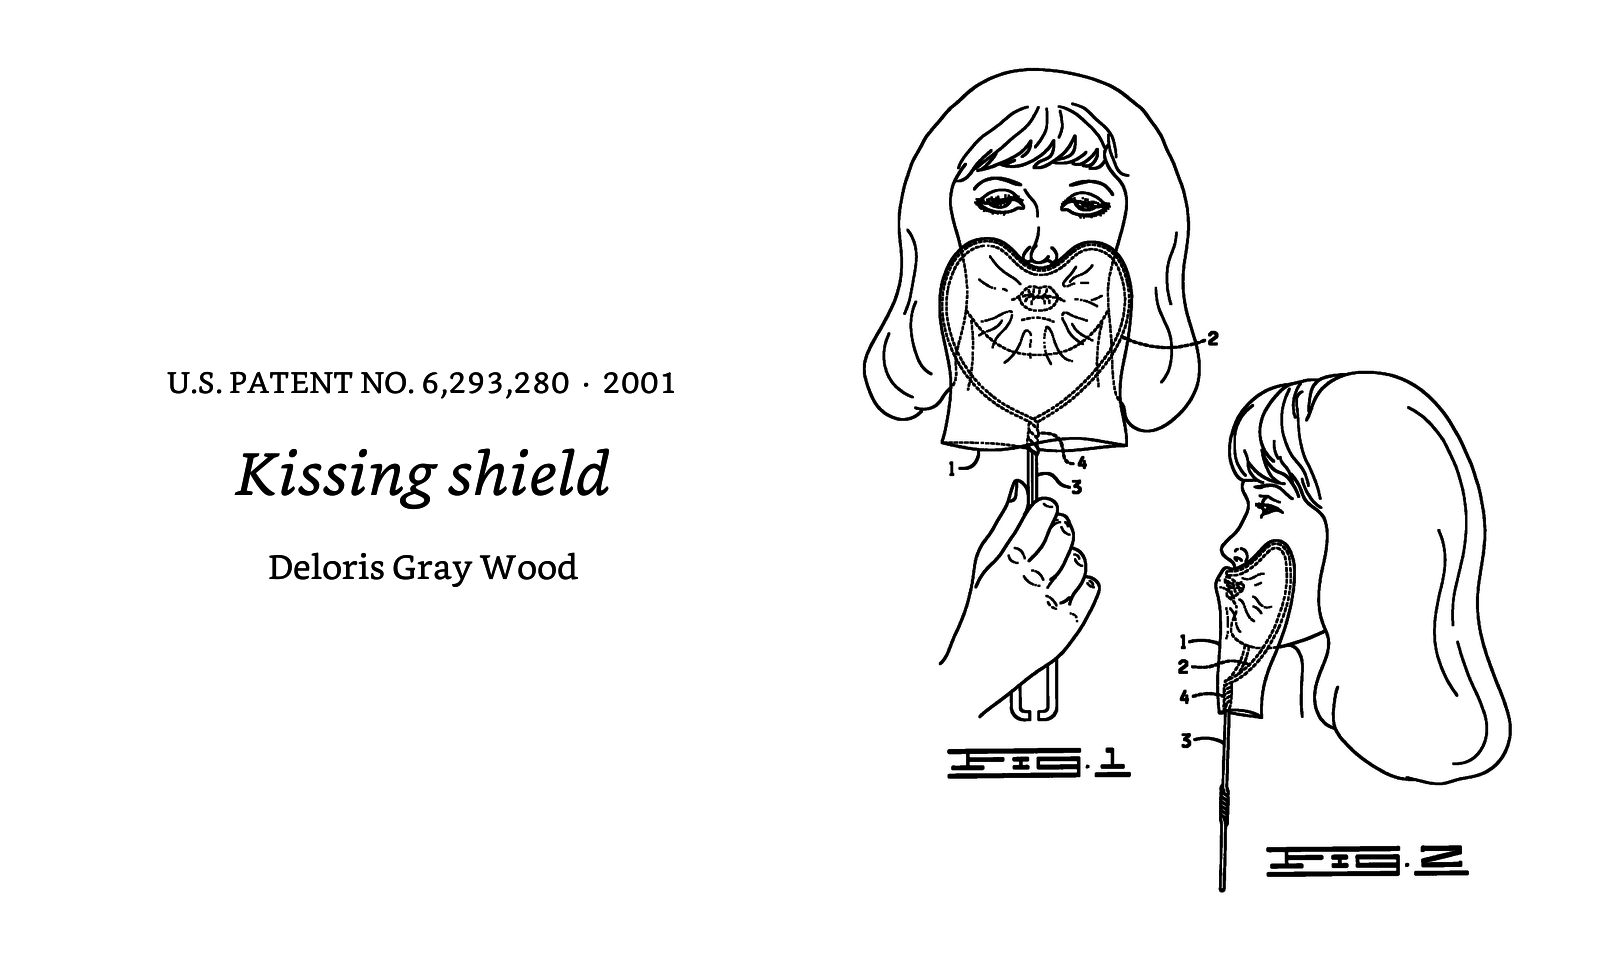 U.S. PATENT NO. 6,293,280 · 2001
Kissing shield
Deloris Gray Wood
2
1
4
3
FIG. 1
1
2
4
3
FIG. 2